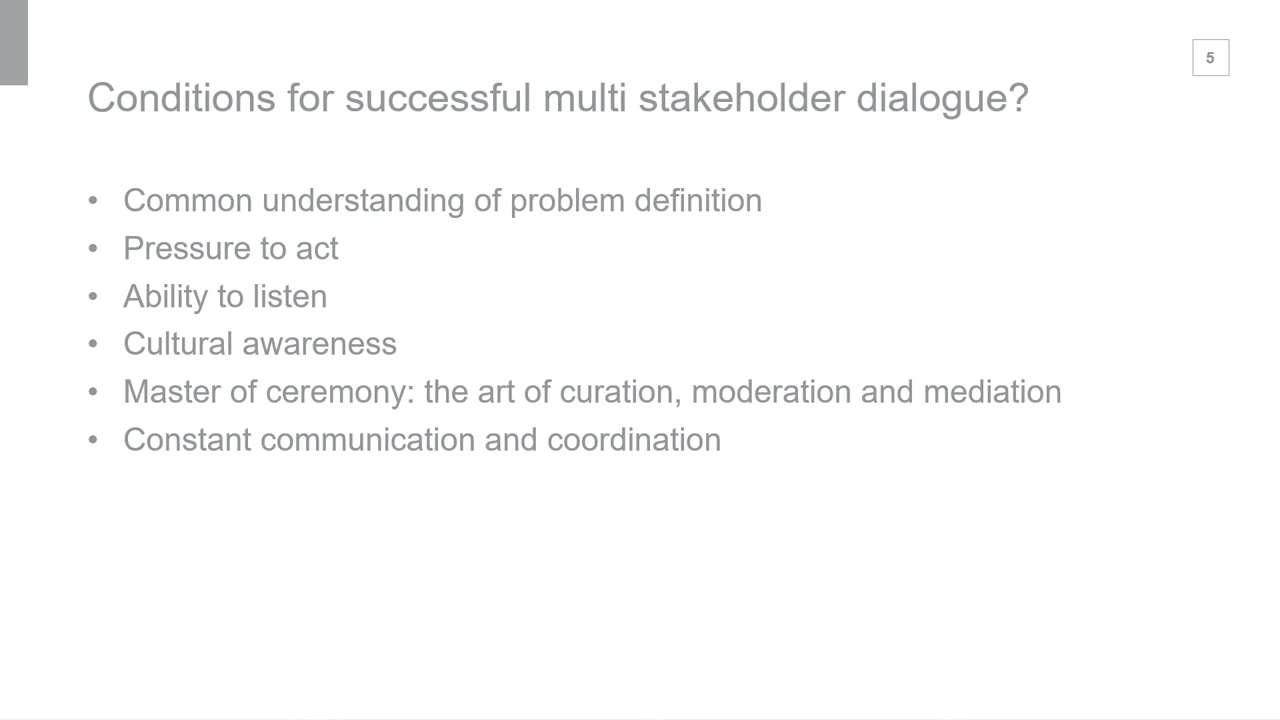 5
Conditions for successful multi stakeholder dialogue?
• Common understanding of problem definition
• Pressure to act
• Ability to listen
• Cultural awareness
• Master of ceremony: the art of curation, moderation and mediation
• Constant communication and coordination